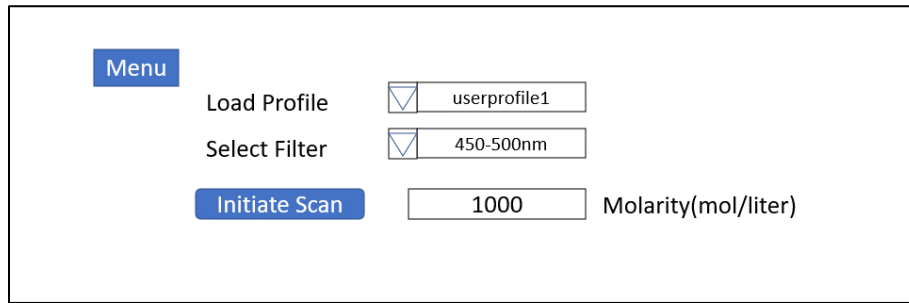 Menu
Load Profile userprofile1
Select Filter 450-500nm
Initiate Scan 1000 Molarity(mol/liter)